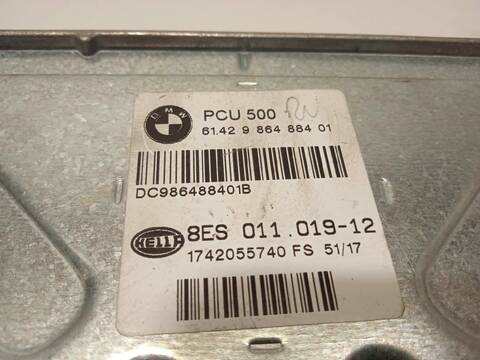 BMW
PCU 500
61.42 9 864 884 01
DC986488401B
HELLA
8ES 011.019-12
1742055740 FS 51/17